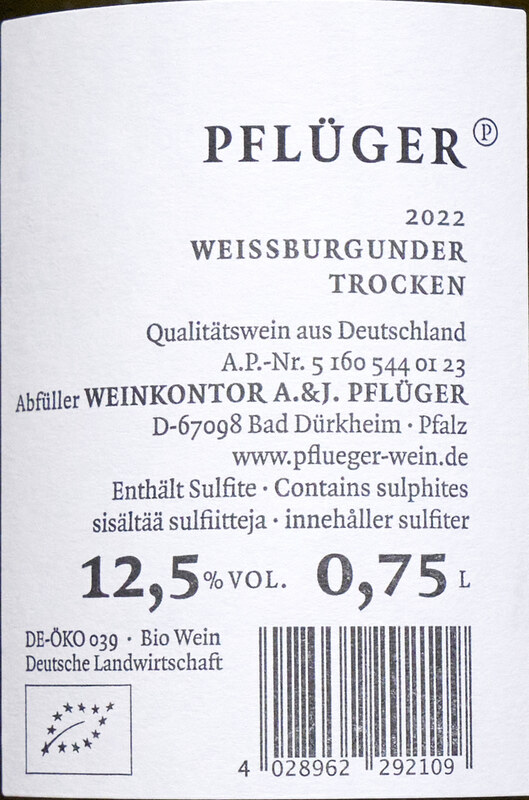 PFLÜGER Ⓟ
2022
WEISSBURGUNDER
TROCKEN
Qualitätswein aus Deutschland
A.P.-Nr. 5 160 544 01 23
Abfüller WEINKONTOR A.&J. PFLÜGER
D-67098 Bad Dürkheim · Pfalz
www.pflueger-wein.de
Enthält Sulfite · Contains sulphites
sisältää sulfiitteja · innehåller sulfiter
12,5 % VOL. 0,75 L
DE-ÖKO 039 · Bio Wein
Deutsche Landwirtschaft
4 028962 292109